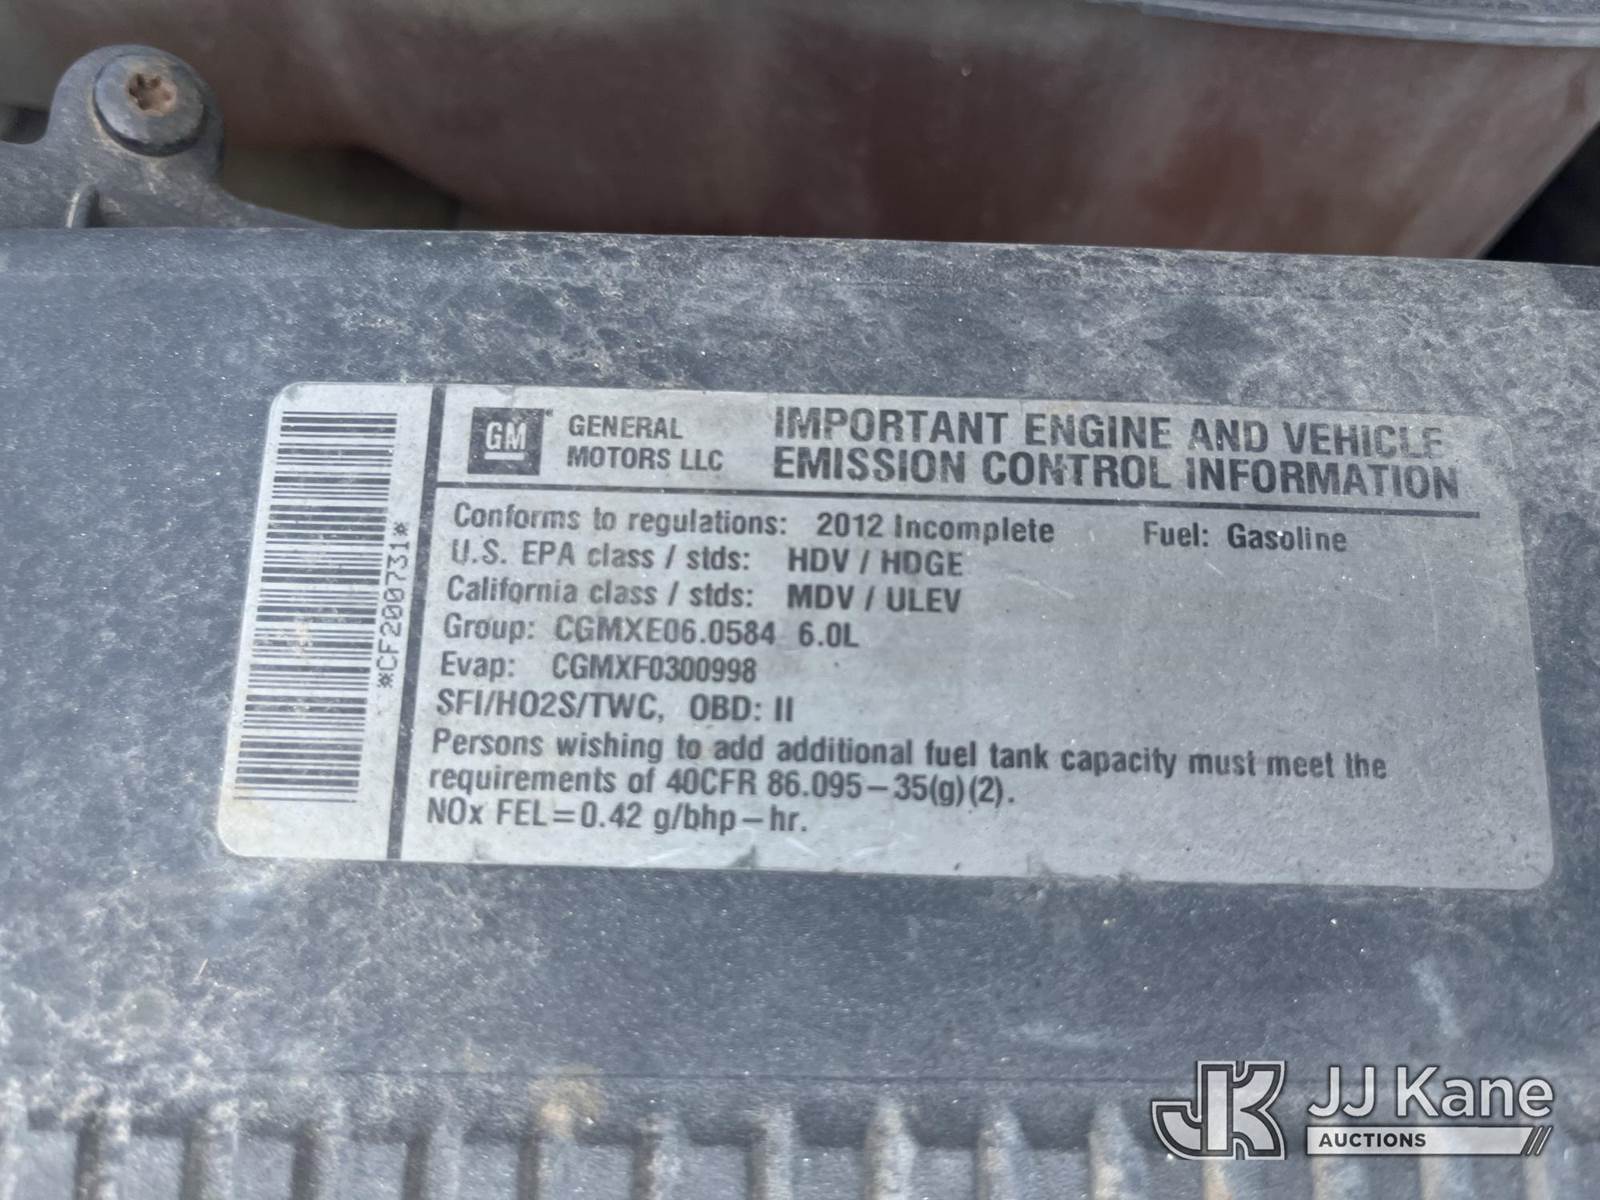 GM
GENERAL
MOTORS LLC
IMPORTANT ENGINE AND VEHICLE
EMISSION CONTROL INFORMATION
*CF200731*
Conforms to regulations: 2012 Incomplete Fuel: Gasoline
U.S. EPA class / stds: HDV / HDGE
California class / stds: MDV / ULEV
Group: CGMXE06.0584 6.0L
Evap: CGMXF0300998
SFI/HO2S/TWC, OBD: II
Persons wishing to add additional fuel tank capacity must meet the
requirements of 40CFR 86.095-35(g)(2).
NOx FEL=0.42 g/bhp-hr.
JK JJ Kane
AUCTIONS